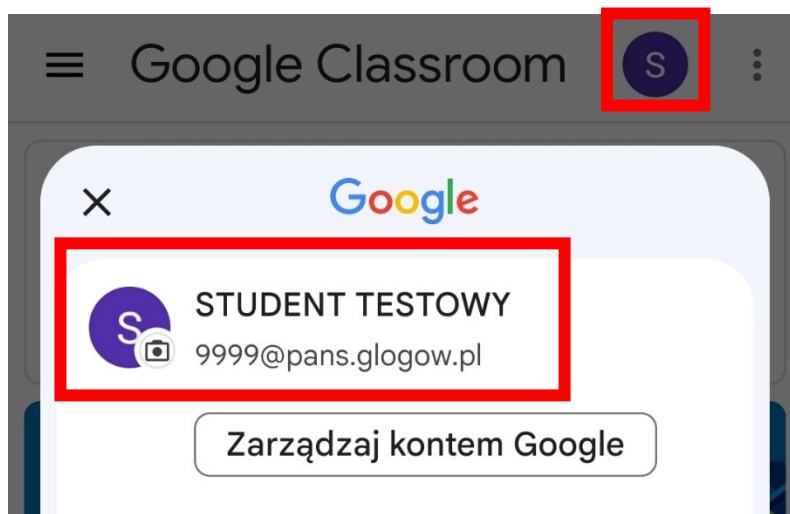 Google Classroom S
Google
S STUDENT TESTOWY
9999@pans.glogow.pl
Zarządzaj kontem Google